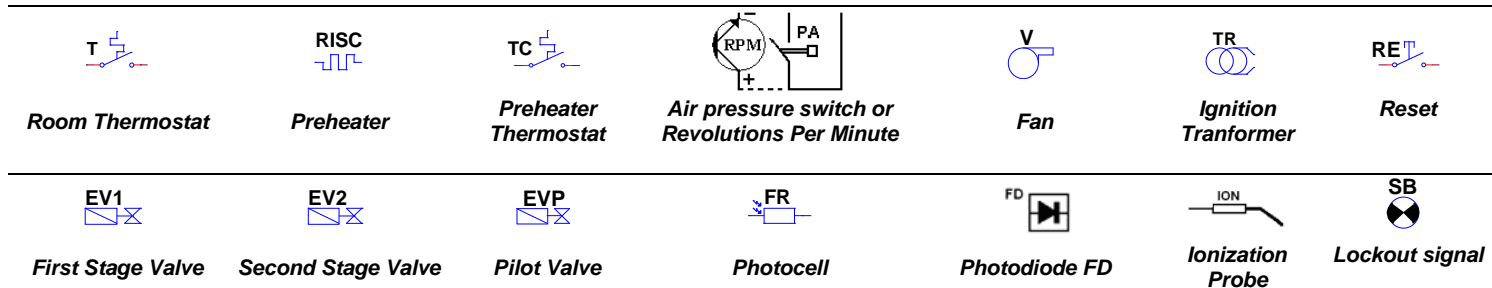 T RISC TC RPM PA V TR RE
− +
Room Thermostat Preheater Preheater Thermostat Air pressure switch or Revolutions Per Minute Fan Ignition Tranformer Reset
EV1 EV2 EVP FR FD ION SB
First Stage Valve Second Stage Valve Pilot Valve Photocell Photodiode FD Ionization Probe Lockout signal